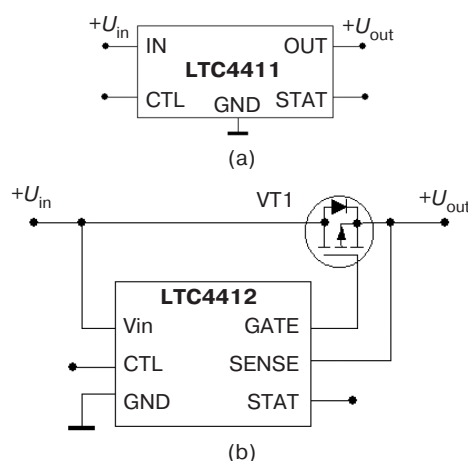 +Uin +Uout
IN OUT
LTC4411
CTL GND STAT
(a)
+Uin VT1 +Uout
LTC4412
Vin GATE
CTL SENSE
GND STAT
(b)